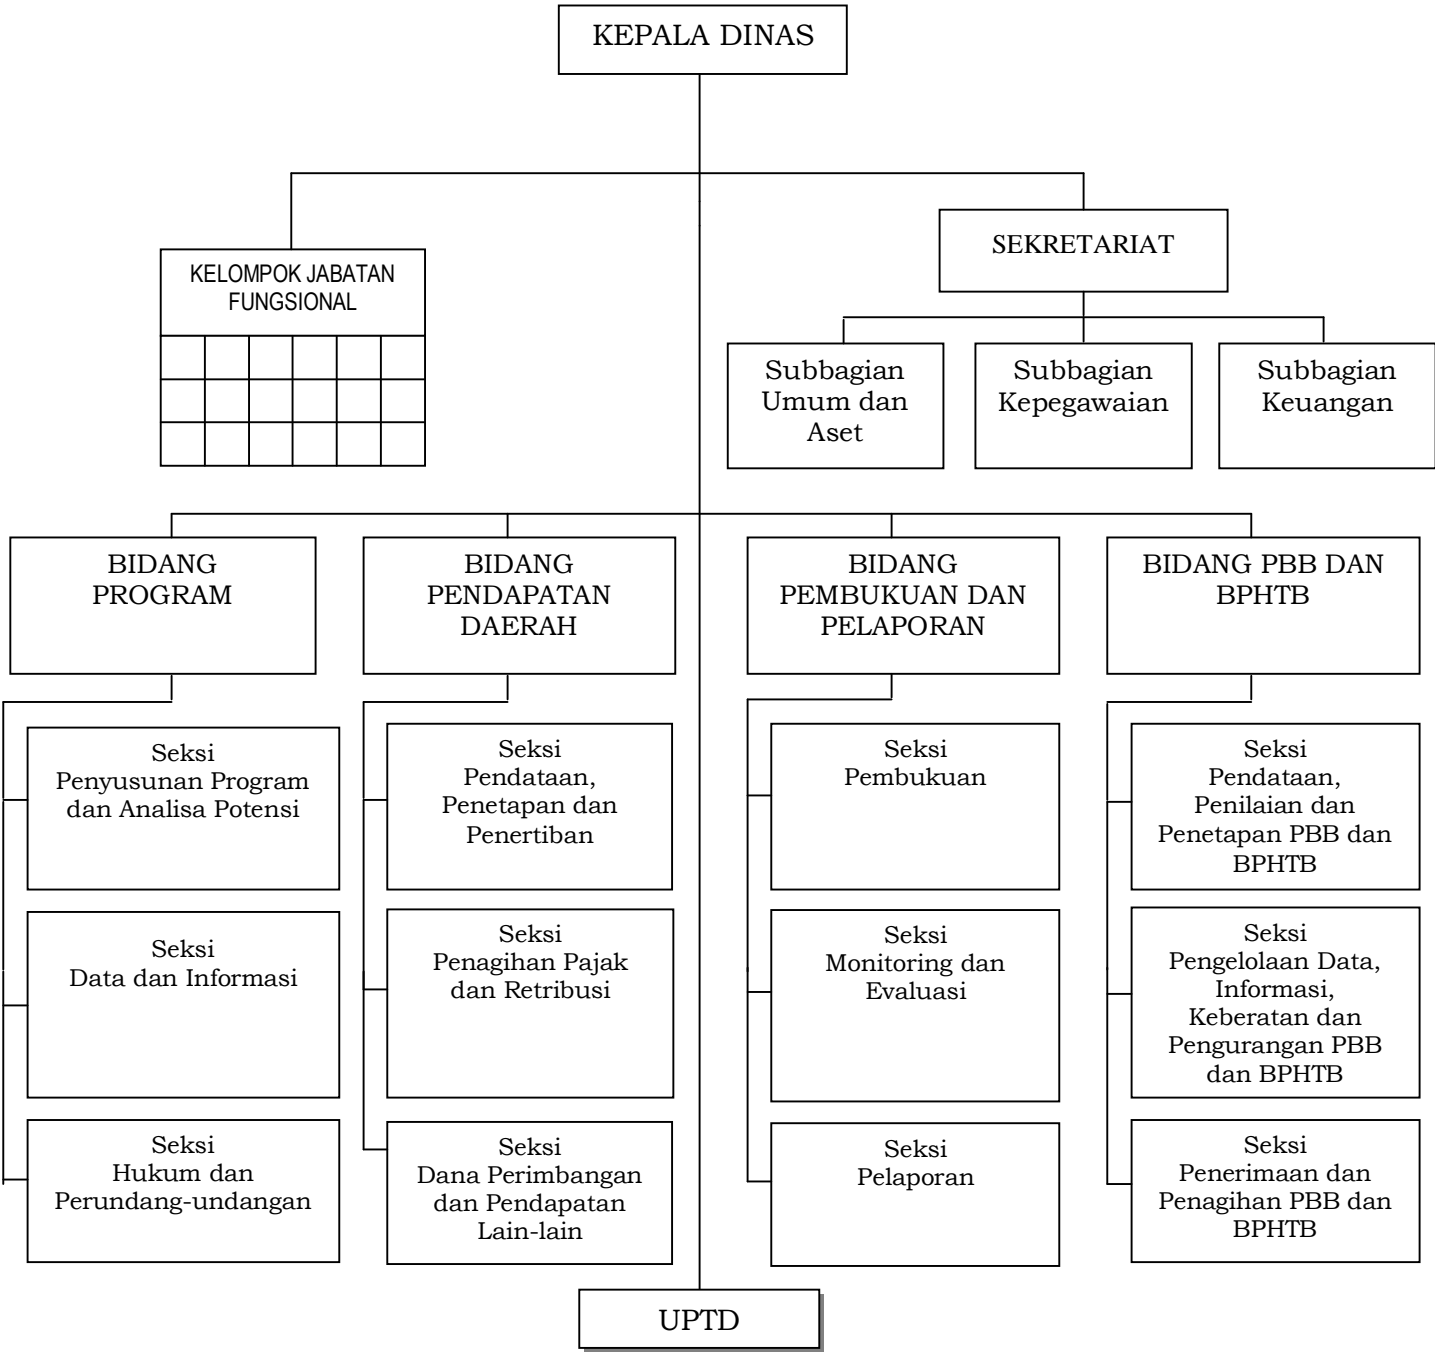 KEPALA DINAS
SEKRETARIAT
KELOMPOK JABATAN
FUNGSIONAL
Subbagian
Umum dan
Aset
Subbagian
Kepegawaian
Subbagian
Keuangan
BIDANG
PROGRAM
BIDANG
PENDAPATAN
DAERAH
BIDANG
PEMBUKUAN DAN
PELAPORAN
BIDANG PBB DAN
BPHTB
Seksi
Penyusunan Program
dan Analisa Potensi
Seksi
Pendataan,
Penetapan dan
Penertiban
Seksi
Pembukuan
Seksi
Pendataan,
Penilaian dan
Penetapan PBB dan
BPHTB
Seksi
Data dan Informasi
Seksi
Penagihan Pajak
dan Retribusi
Seksi
Monitoring dan
Evaluasi
Seksi
Pengelolaan Data,
Informasi,
Keberatan dan
Pengurangan PBB
dan BPHTB
Seksi
Hukum dan
Perundang-undangan
Seksi
Dana Perimbangan
dan Pendapatan
Lain-lain
Seksi
Pelaporan
Seksi
Penerimaan dan
Penagihan PBB dan
BPHTB
UPTD